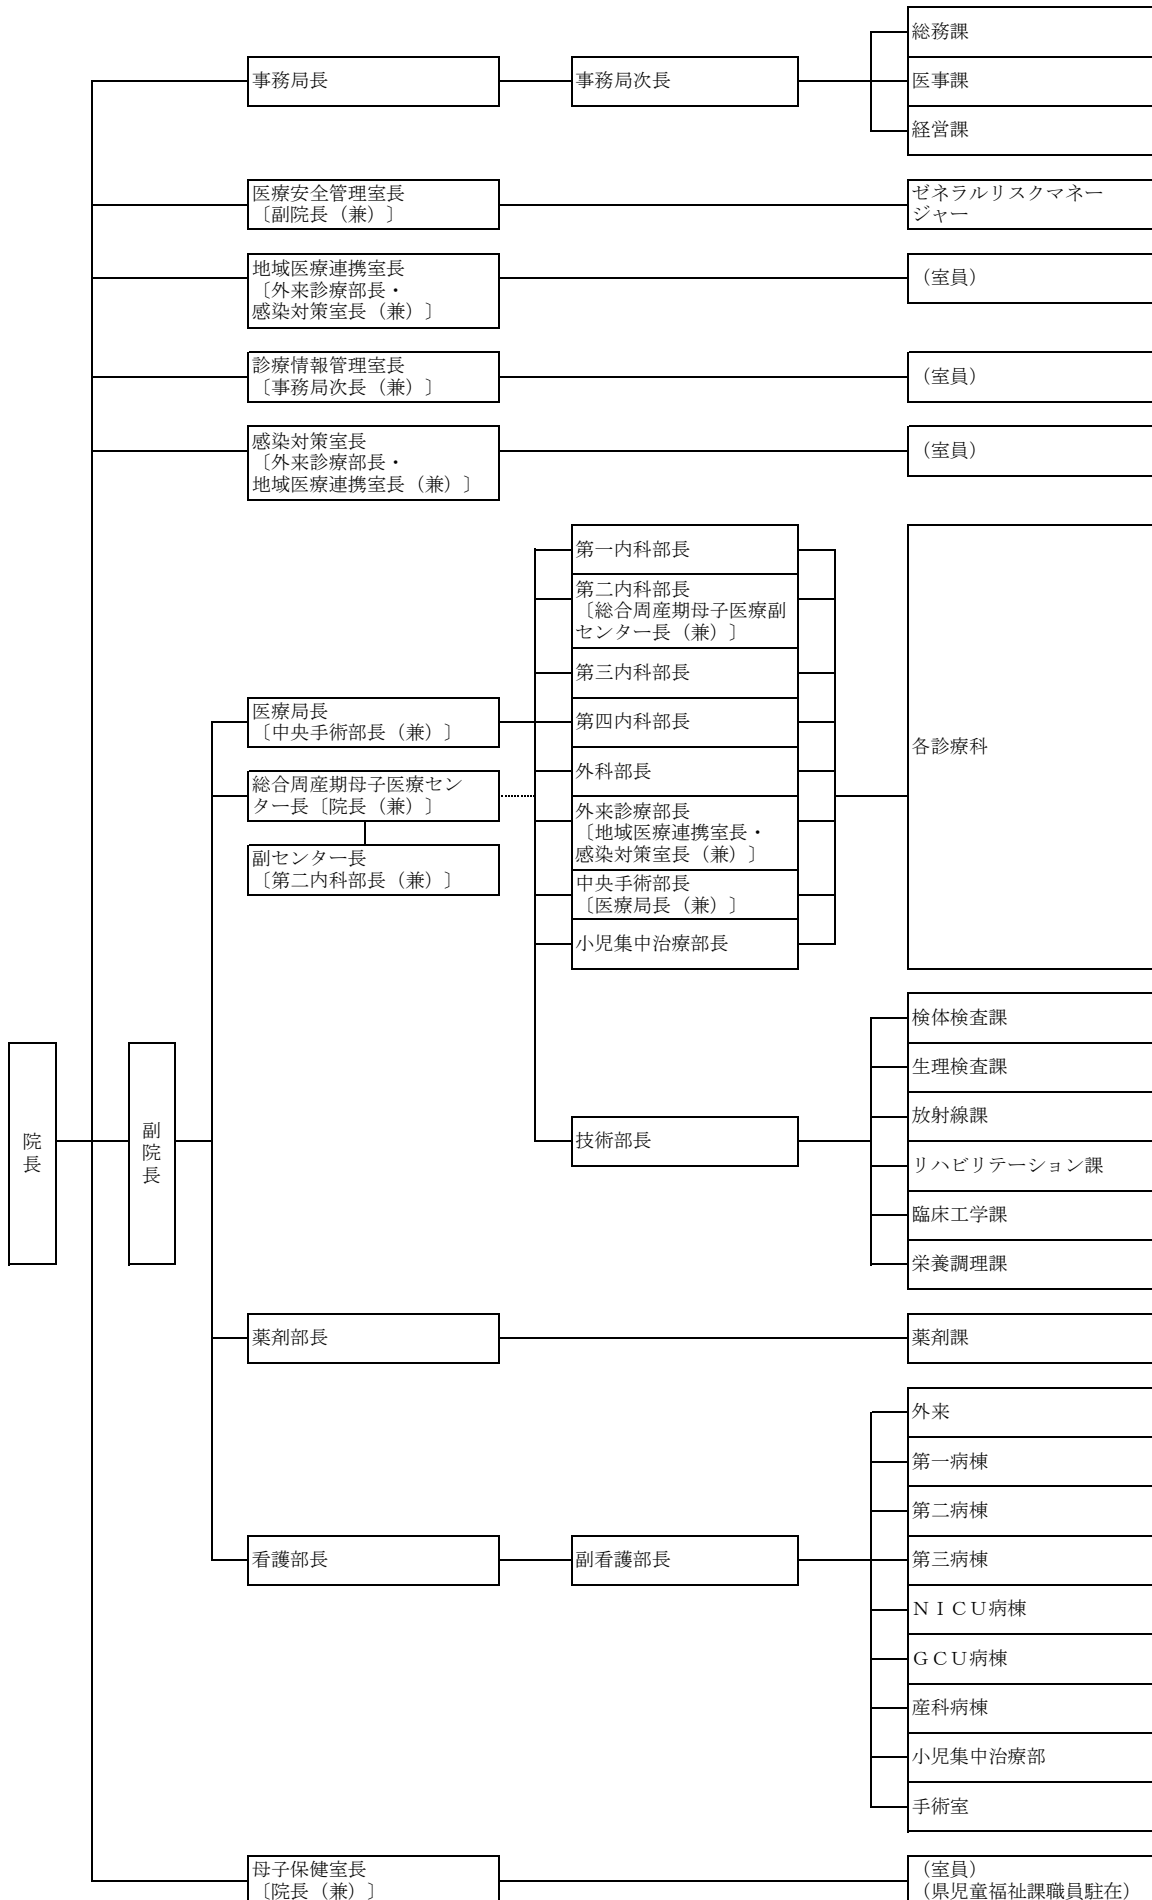 総務課
事務局長
事務局次長
医事課
経営課
医療安全管理室長
〔副院長（兼）〕
ゼネラルリスクマネー
ジャー
地域医療連携室長
〔外来診療部長・
感染対策室長（兼）〕
（室員）
診療情報管理室長
〔事務局次長（兼）〕
（室員）
感染対策室長
〔外来診療部長・
地域医療連携室長（兼）〕
（室員）
第一内科部長
第二内科部長
〔総合周産期母子医療副
センター長（兼）〕
第三内科部長
医療局長
〔中央手術部長（兼）〕
第四内科部長
各診療科
総合周産期母子医療セン
ター長〔院長（兼）〕
外科部長
副センター長
〔第二内科部長（兼）〕
外来診療部長
〔地域医療連携室長・
感染対策室長（兼）〕
中央手術部長
〔医療局長（兼）〕
小児集中治療部長
検体検査課
生理検査課
放射線課
院長
副院長
技術部長
リハビリテーション課
臨床工学課
栄養調理課
薬剤部長
薬剤課
外来
第一病棟
第二病棟
看護部長
副看護部長
第三病棟
ＮＩＣＵ病棟
ＧＣＵ病棟
産科病棟
小児集中治療部
手術室
母子保健室長
〔院長（兼）〕
（室員）
（県児童福祉課職員駐在）